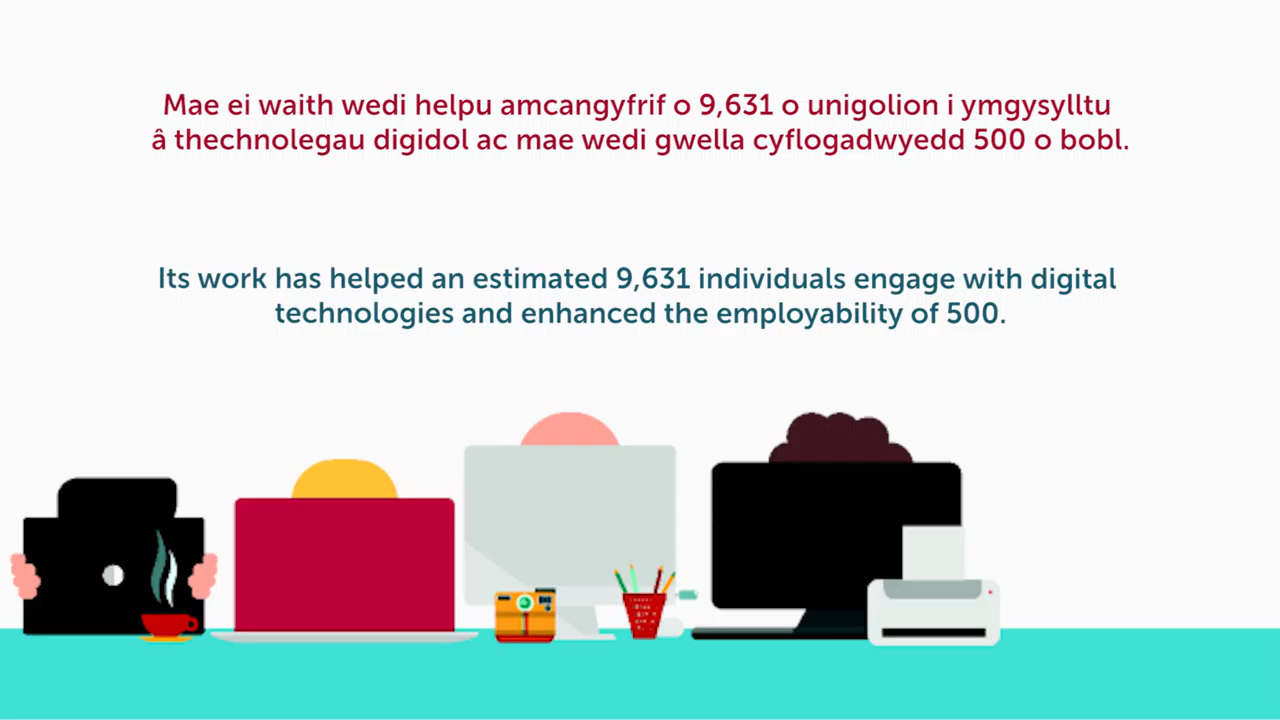 Mae ei waith wedi helpu amcangyfrif o 9,631 o unigolion i ymgysylltu
â thechnolegau digidol ac mae wedi gwella cyflogadwyedd 500 o bobl.
Its work has helped an estimated 9,631 individuals engage with digital
technologies and enhanced the employability of 500.